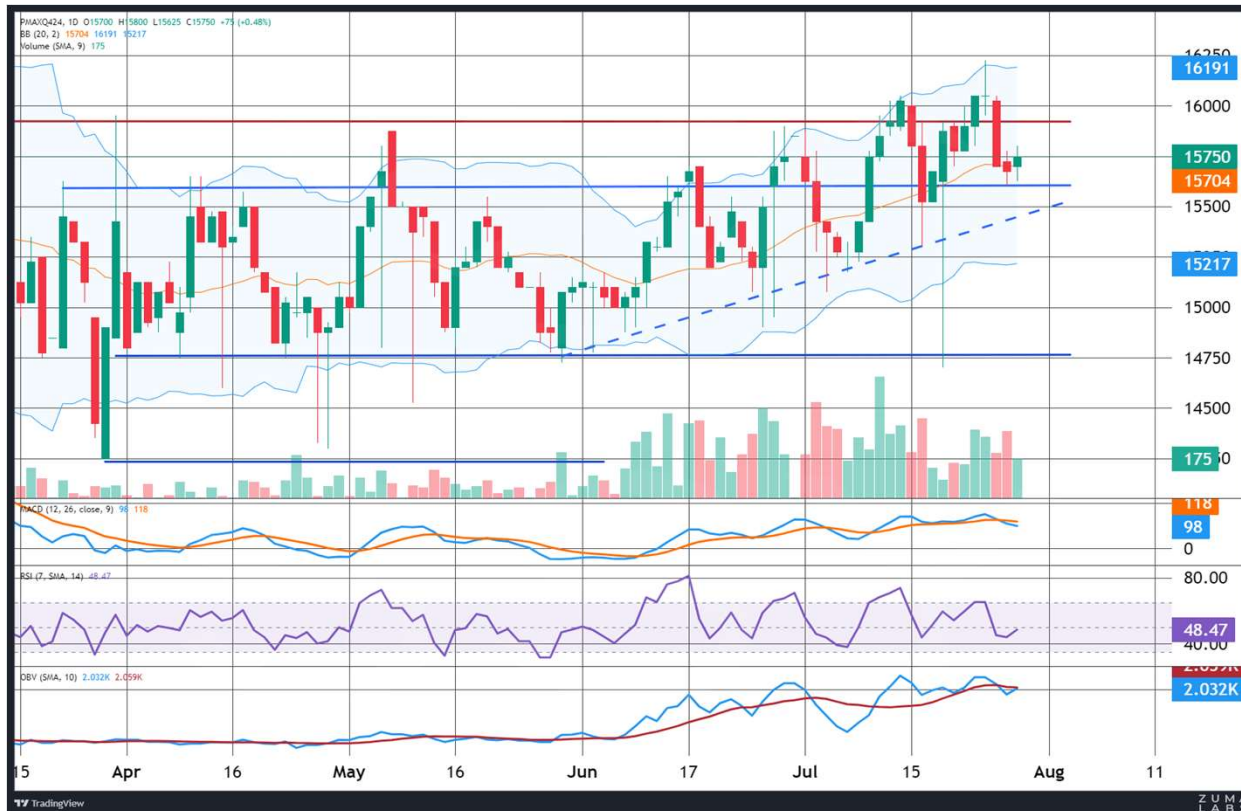 PMAXQ424, 1D O15700 H15800 L15625 C15750 +75 (+0.48%)
BB (20, 2) 15704 16191 15217
Volume (SMA, 9) 175
16191
16000
15750
15704
15500
15217
15000
14750
14500
175
MACD (12, 26, close, 9) 98 118
118
98
0
RSI (7, SMA, 14) 48.47
80.00
48.47
40.00
OBV (SMA, 10) 2.032K 2.059K
2.059K
2.032K
15 Apr 16 May 16 Jun 17 Jul 15 Aug 11
TradingView